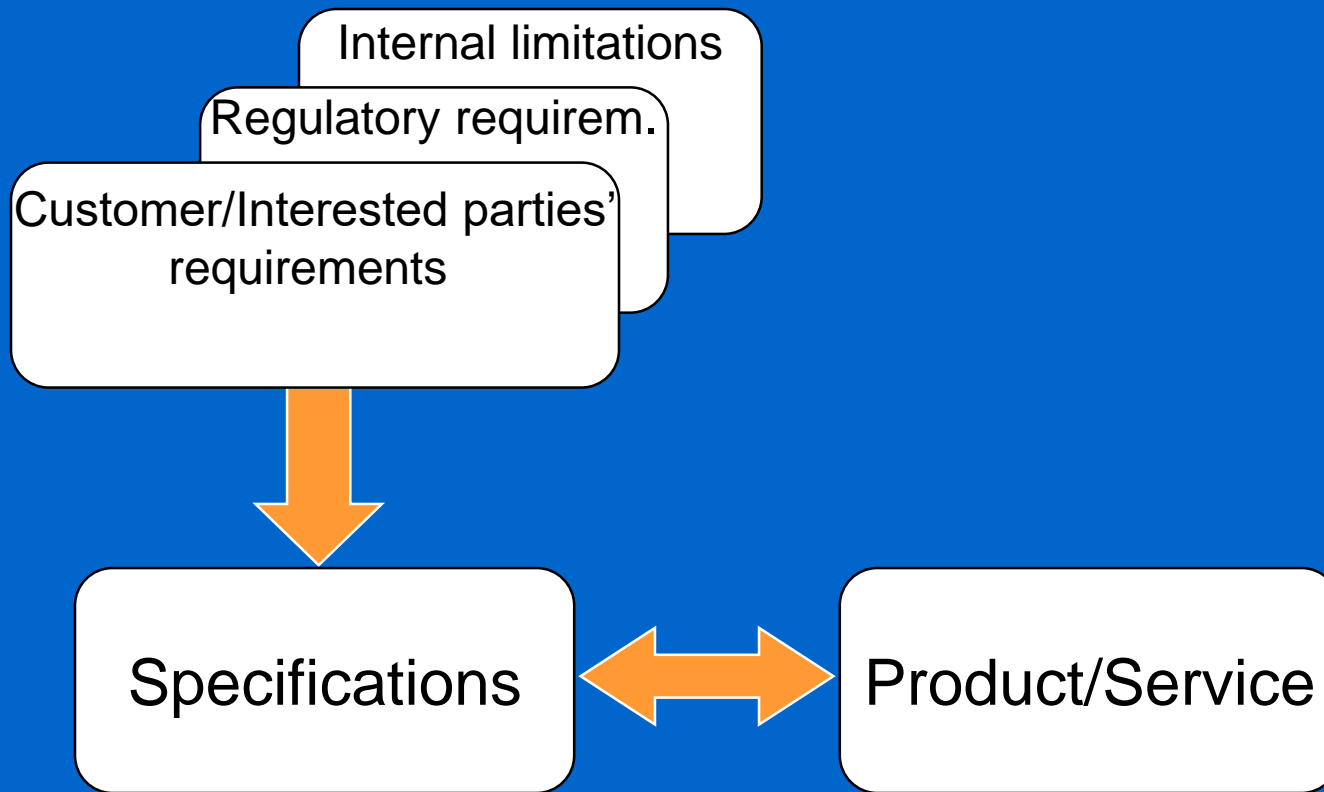 Internal limitations
Regulatory requirem.
Customer/Interested parties’
requirements
Specifications
Product/Service